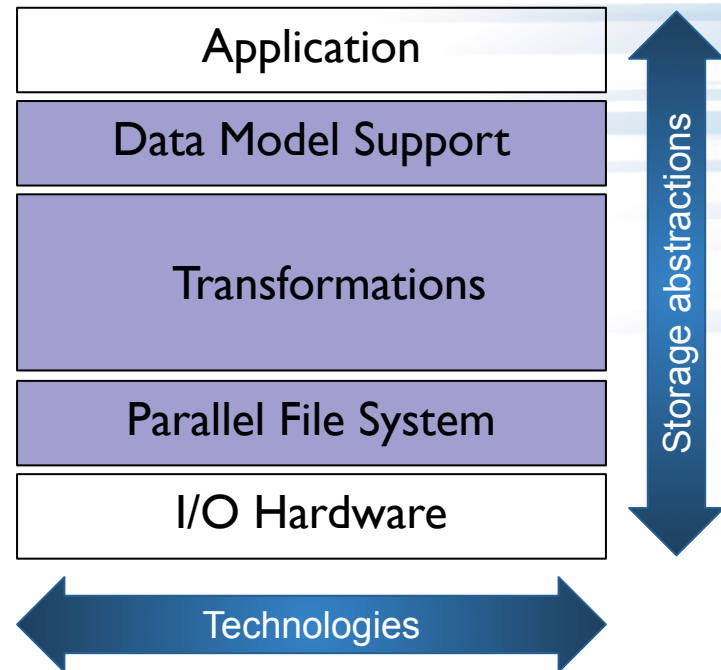 Application
Data Model Support
Transformations
Parallel File System
I/O Hardware
Storage abstractions
Technologies